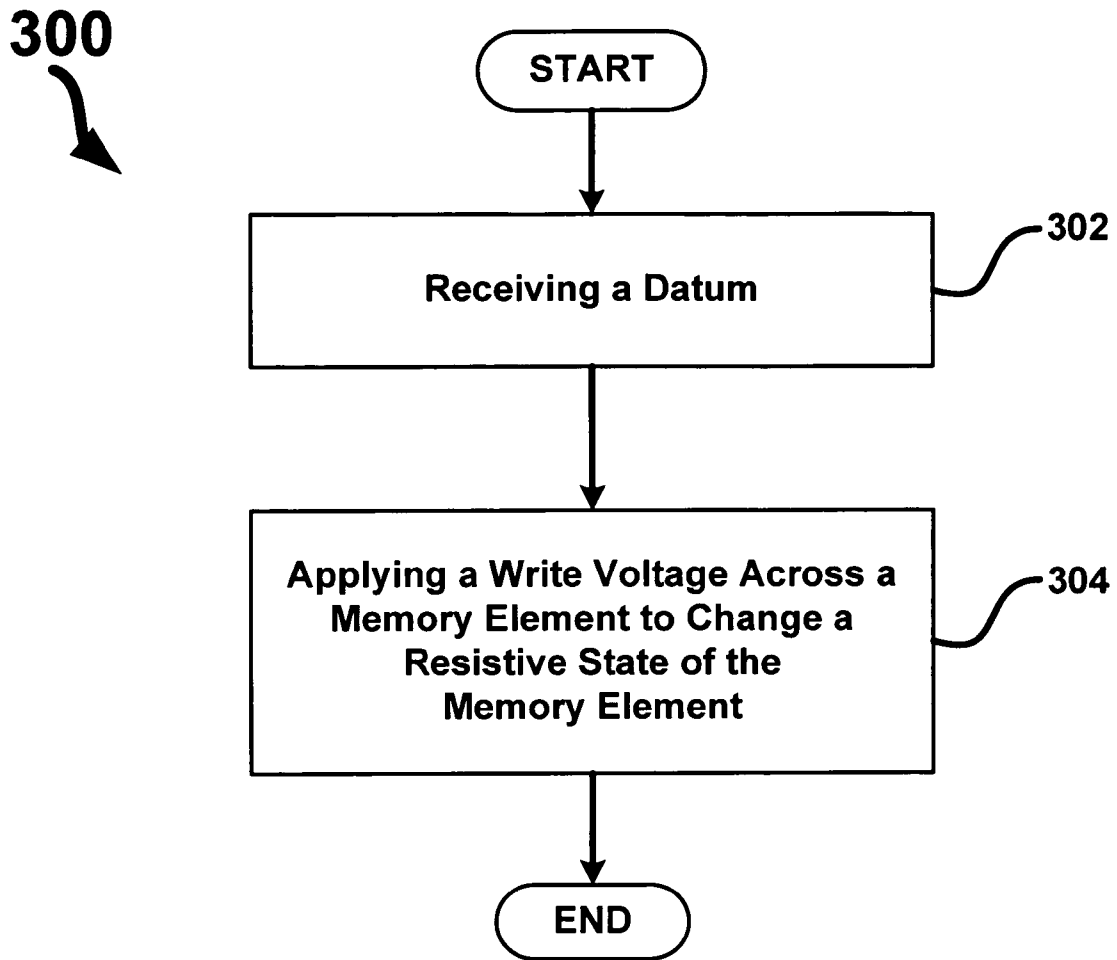 300
START
302
Receiving a Datum
304
Applying a Write Voltage Across a
Memory Element to Change a
Resistive State of the
Memory Element
END